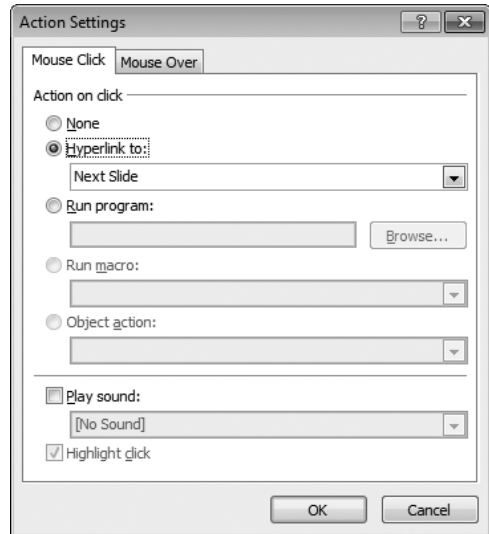 Action Settings
Mouse Click Mouse Over
Action on click
None
Hyperlink to:
Next Slide
Run program:
Browse...
Run macro:
Object action:
Play sound:
[No Sound]
Highlight click
OK Cancel